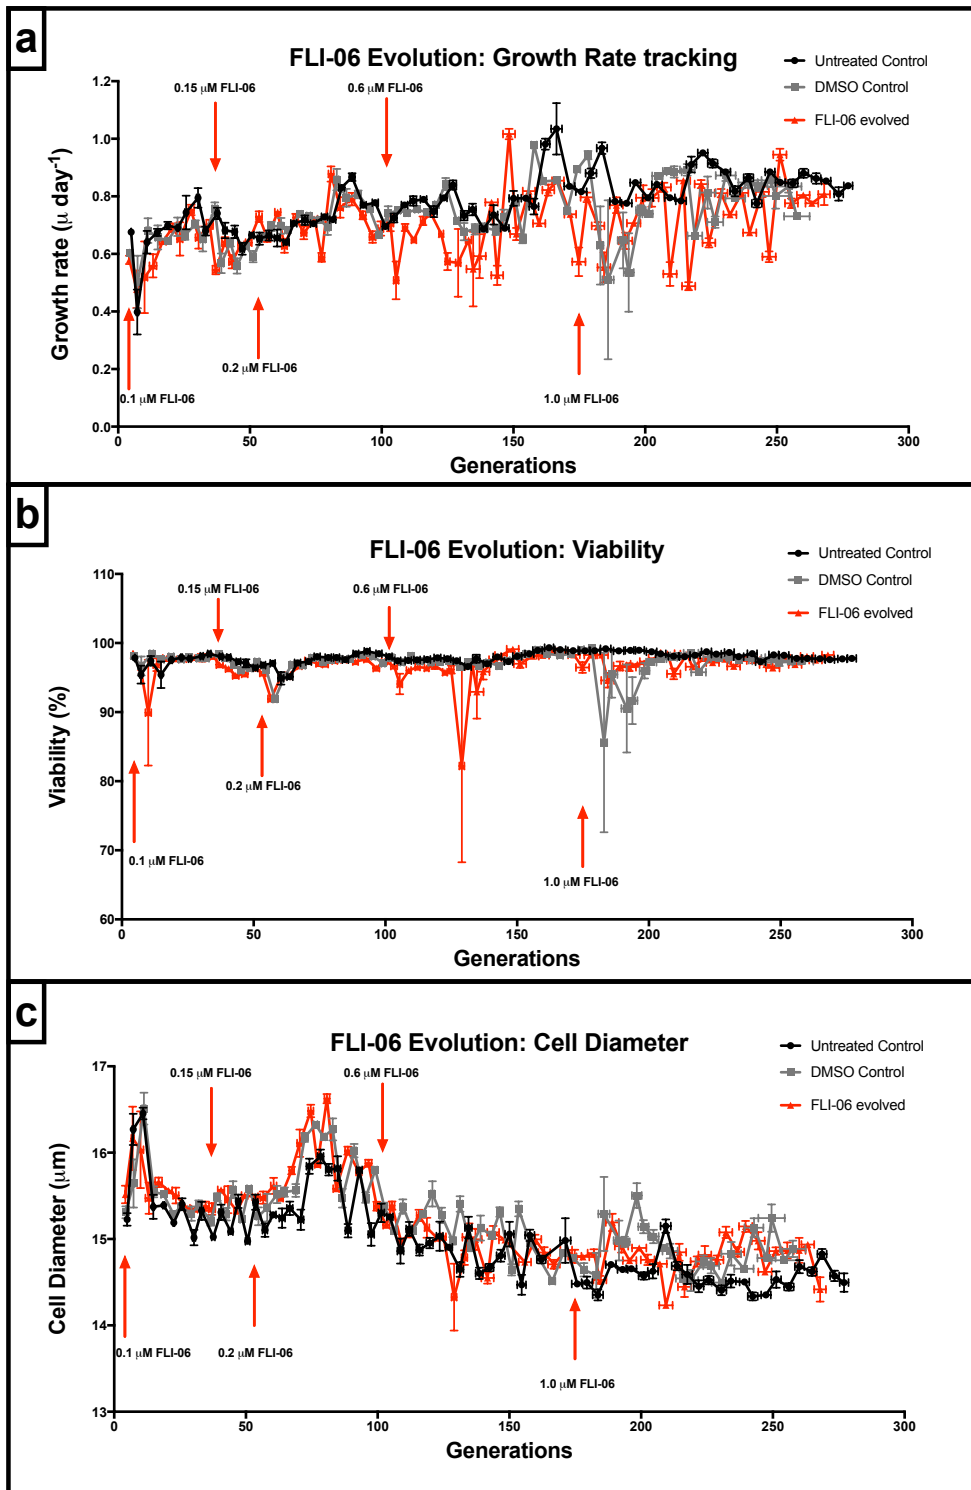 a
FLI-06 Evolution: Growth Rate tracking
Untreated Control
DMSO Control
FLI-06 evolved
0.15 μM FLI-06
0.6 μM FLI-06
0.2 μM FLI-06
0.1 μM FLI-06
1.0 μM FLI-06
Growth rate (μ day-1)
1.2
1.0
0.8
0.6
0.4
0.2
0.0
0 50 100 150 200 250 300
Generations
b
FLI-06 Evolution: Viability
Untreated Control
DMSO Control
FLI-06 evolved
0.15 μM FLI-06
0.6 μM FLI-06
0.2 μM FLI-06
0.1 μM FLI-06
1.0 μM FLI-06
Viability (%)
110
100
90
80
70
60
0 50 100 150 200 250 300
Generations
c
FLI-06 Evolution: Cell Diameter
Untreated Control
DMSO Control
FLI-06 evolved
0.15 μM FLI-06
0.6 μM FLI-06
0.1 μM FLI-06
0.2 μM FLI-06
1.0 μM FLI-06
Cell Diameter (μm)
17
16
15
14
13
0 50 100 150 200 250 300
Generations